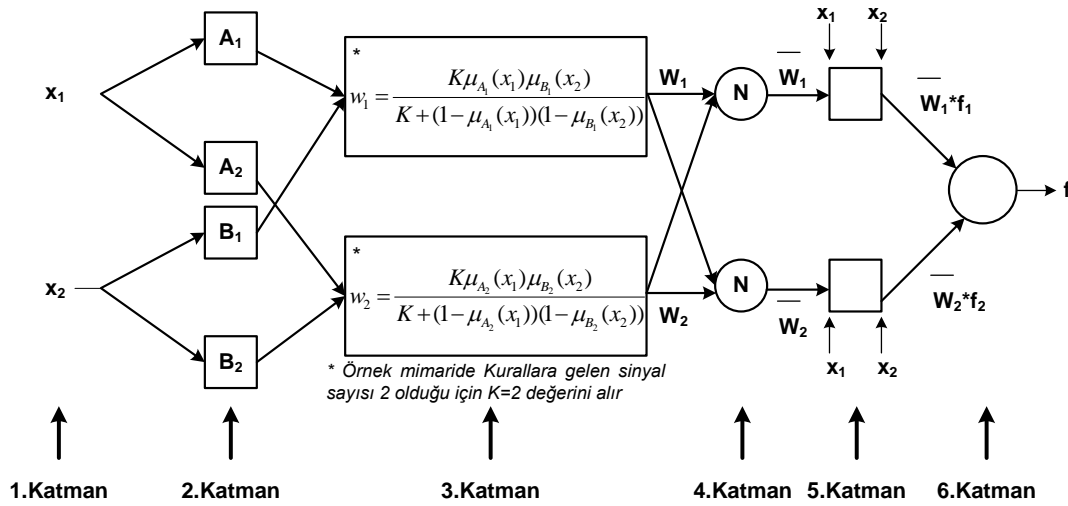 x₁ x₂
A₁
x₁
A₂
B₁
x₂
B₂
*
w₁ = Kμ_A₁(x₁)μ_B₁(x₂) / K+(1−μ_A₁(x₁))(1−μ_B₁(x₂))
*
w₂ = Kμ_A₂(x₁)μ_B₂(x₂) / K+(1−μ_A₂(x₁))(1−μ_B₂(x₂))
* Örnek mimaride Kurallara gelen sinyal
sayısı 2 olduğu için K=2 değerini alır
W₁
N
W̅₁
W̅₁*f₁
f
W₂
N
W̅₂
W̅₂*f₂
x₁ x₂
1.Katman 2.Katman 3.Katman 4.Katman 5.Katman 6.Katman